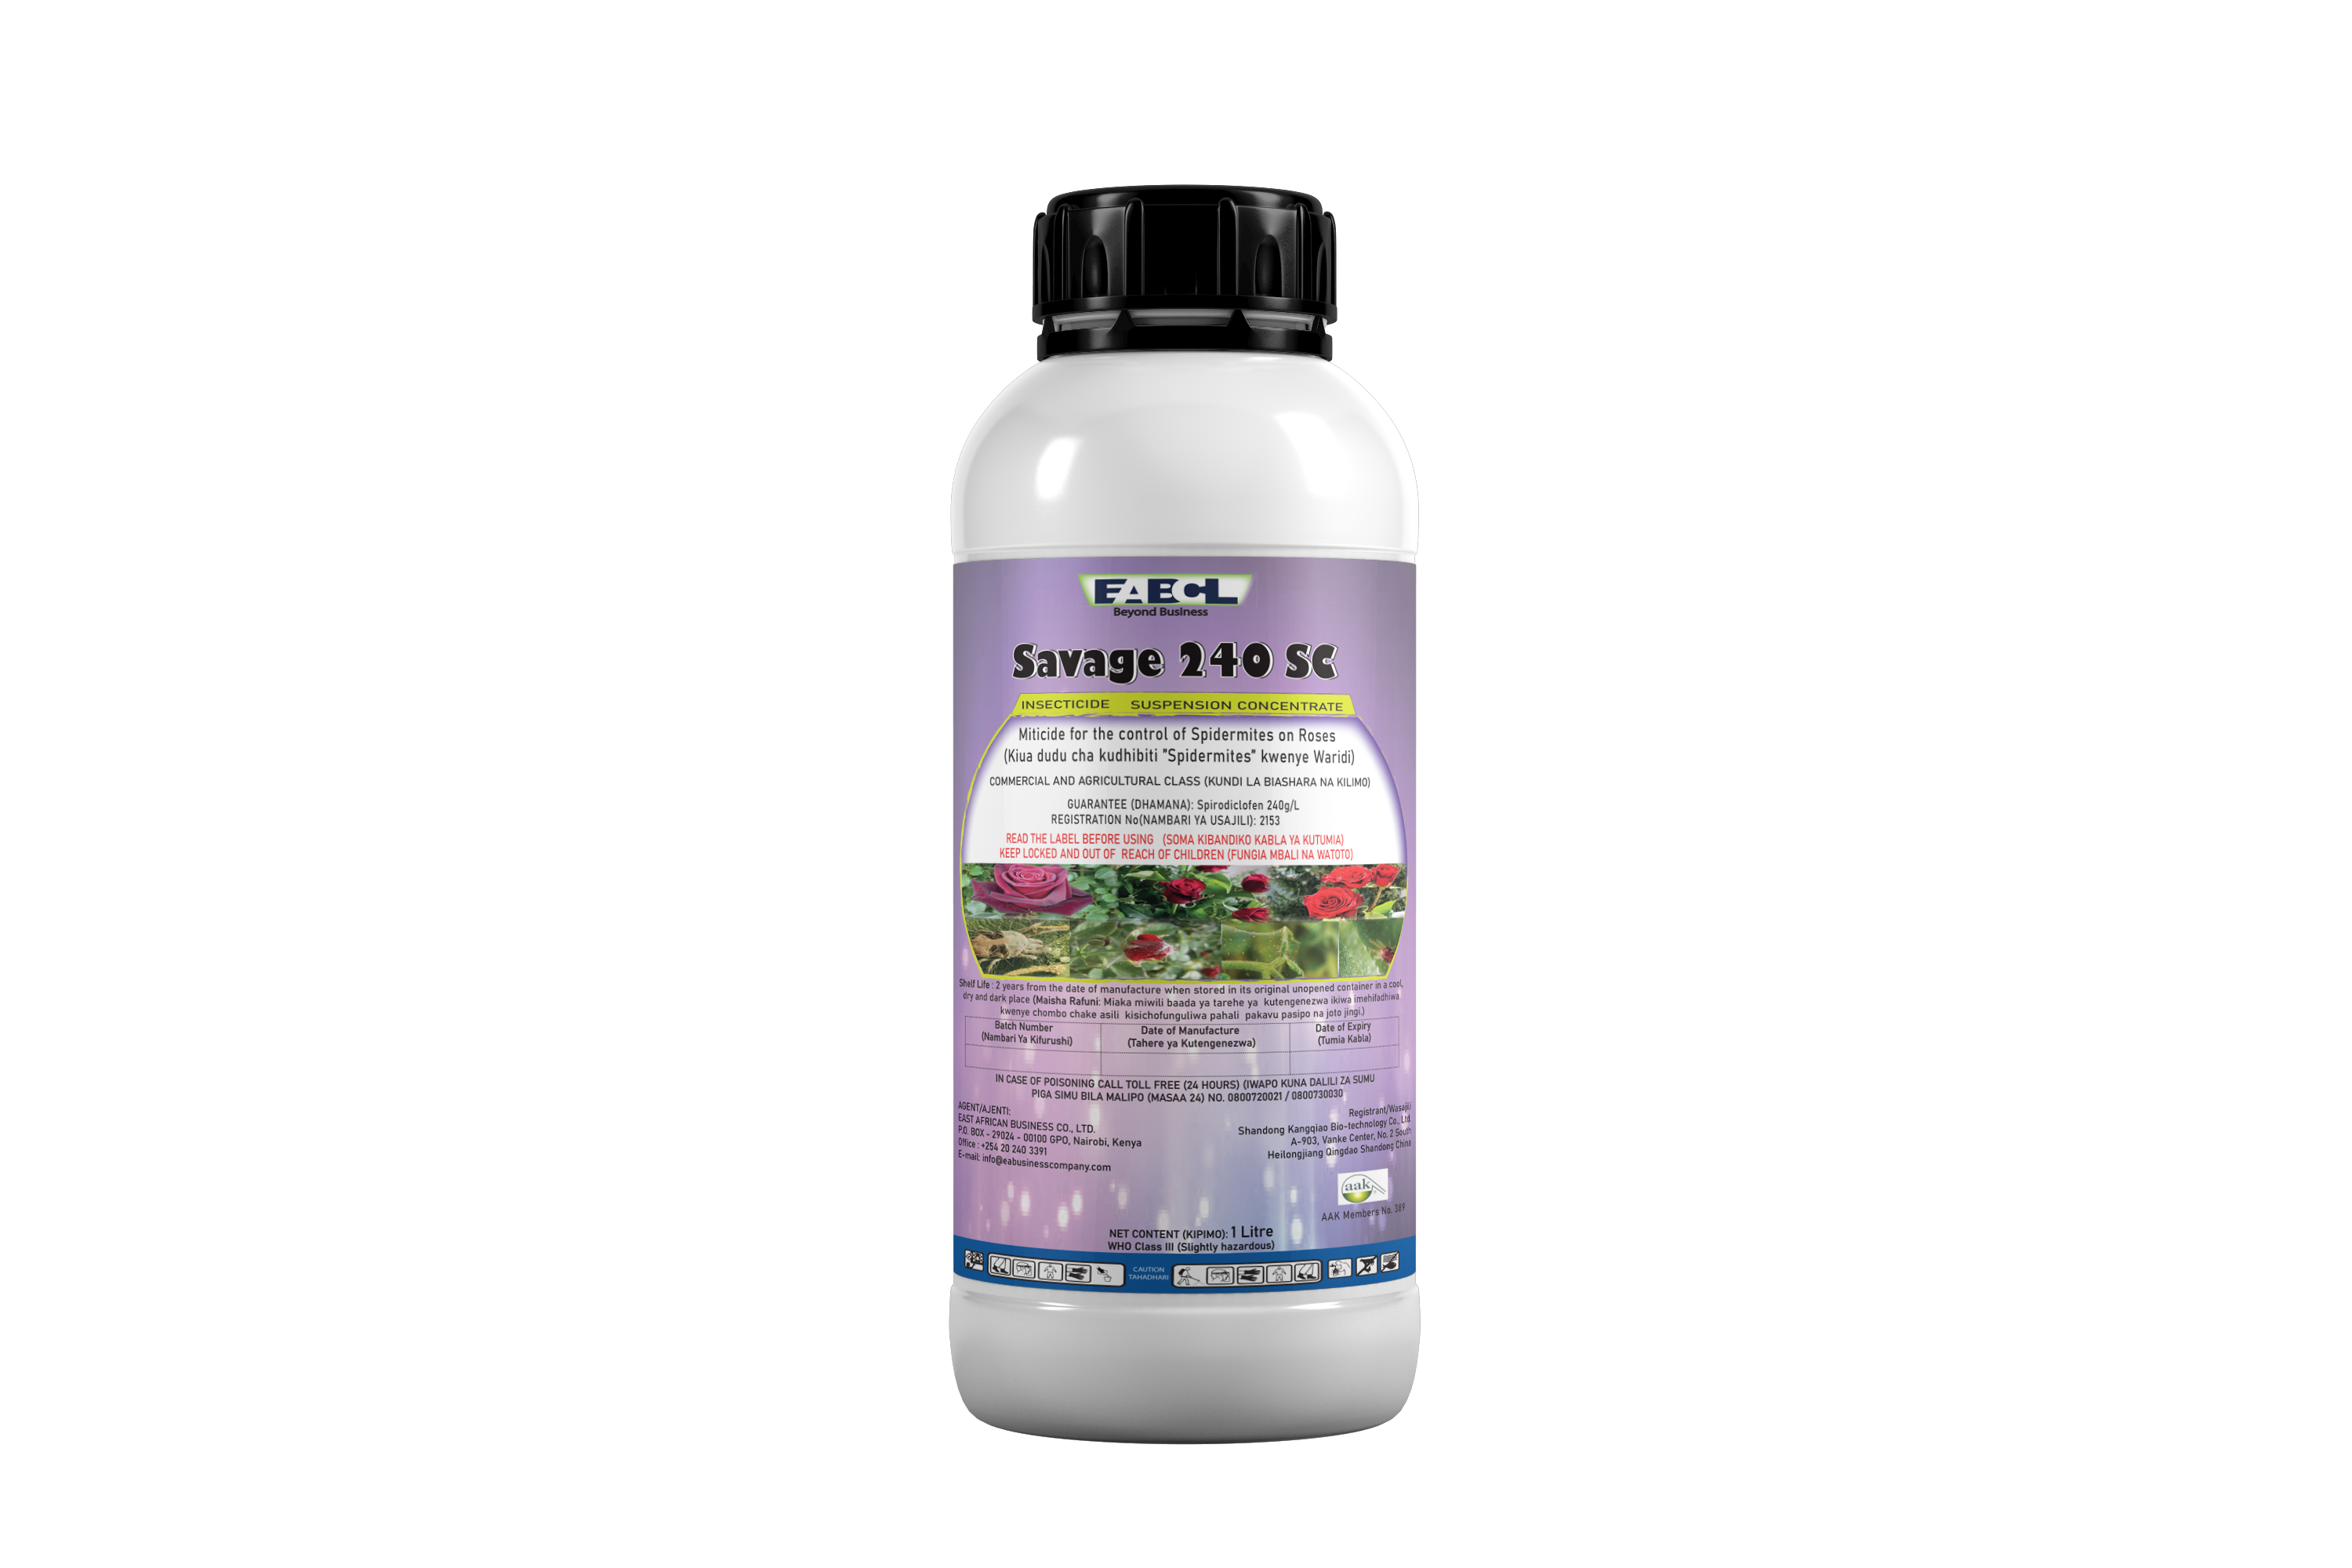 EABCL
Beyond Business
Savage 240 SC
INSECTICIDE SUSPENSION CONCENTRATE
Miticide for the control of Spidermites on Roses
(Kiua dudu cha kudhibiti "Spidermites" kwenye Waridi)
COMMERCIAL AND AGRICULTURAL CLASS (KUNDI LA BIASHARA NA KILIMO)
GUARANTEE (DHAMANA): Spirodiclofen 240g/L
REGISTRATION No(NAMBARI YA USAJILI): 2153
READ THE LABEL BEFORE USING (SOMA KIBANDIKO KABLA YA KUTUMIA)
KEEP LOCKED AND OUT OF REACH OF CHILDREN (FUNGIA MBALI NA WATOTO)
Shelf Life : 2 years from the date of manufacture when stored in its original unopened container in a cool,
dry and dark place (Maisha Rafuni: Miaka miwili baada ya tarehe ya kutengenezwa ikiwa imehifadhiwa
kwenye chombo chake asili kisichofunguliwa pahali pakavu pasipo na joto jingi.)
Batch Number
(Nambari Ya Kifurushi)
Date of Manufacture
(Tahere ya Kutengenezwa)
Date of Expiry
(Tumia Kabla)
IN CASE OF POISONING CALL TOLL FREE (24 HOURS) (IWAPO KUNA DALILI ZA SUMU
PIGA SIMU BILA MALIPO (MASAA 24) NO. 0800720021 / 0800730030
AGENT/AJENTI:
EAST AFRICAN BUSINESS CO., LTD.
P.O. BOX - 29024 - 00100 GPO, Nairobi, Kenya
Office : +254 20 240 3391
E-mail: info@eabusinesscompany.com
Registrant/Wasajili
Shandong Kangqiao Bio-technology Co., Ltd.
A-903, Vanke Center, No. 2 South
Heilongjiang Qingdao Shandong China
aak
AAK Members No. 389
NET CONTENT (KIPIMO): 1 Litre
WHO Class III (Slightly hazardous)
CAUTION
TAHADHARI